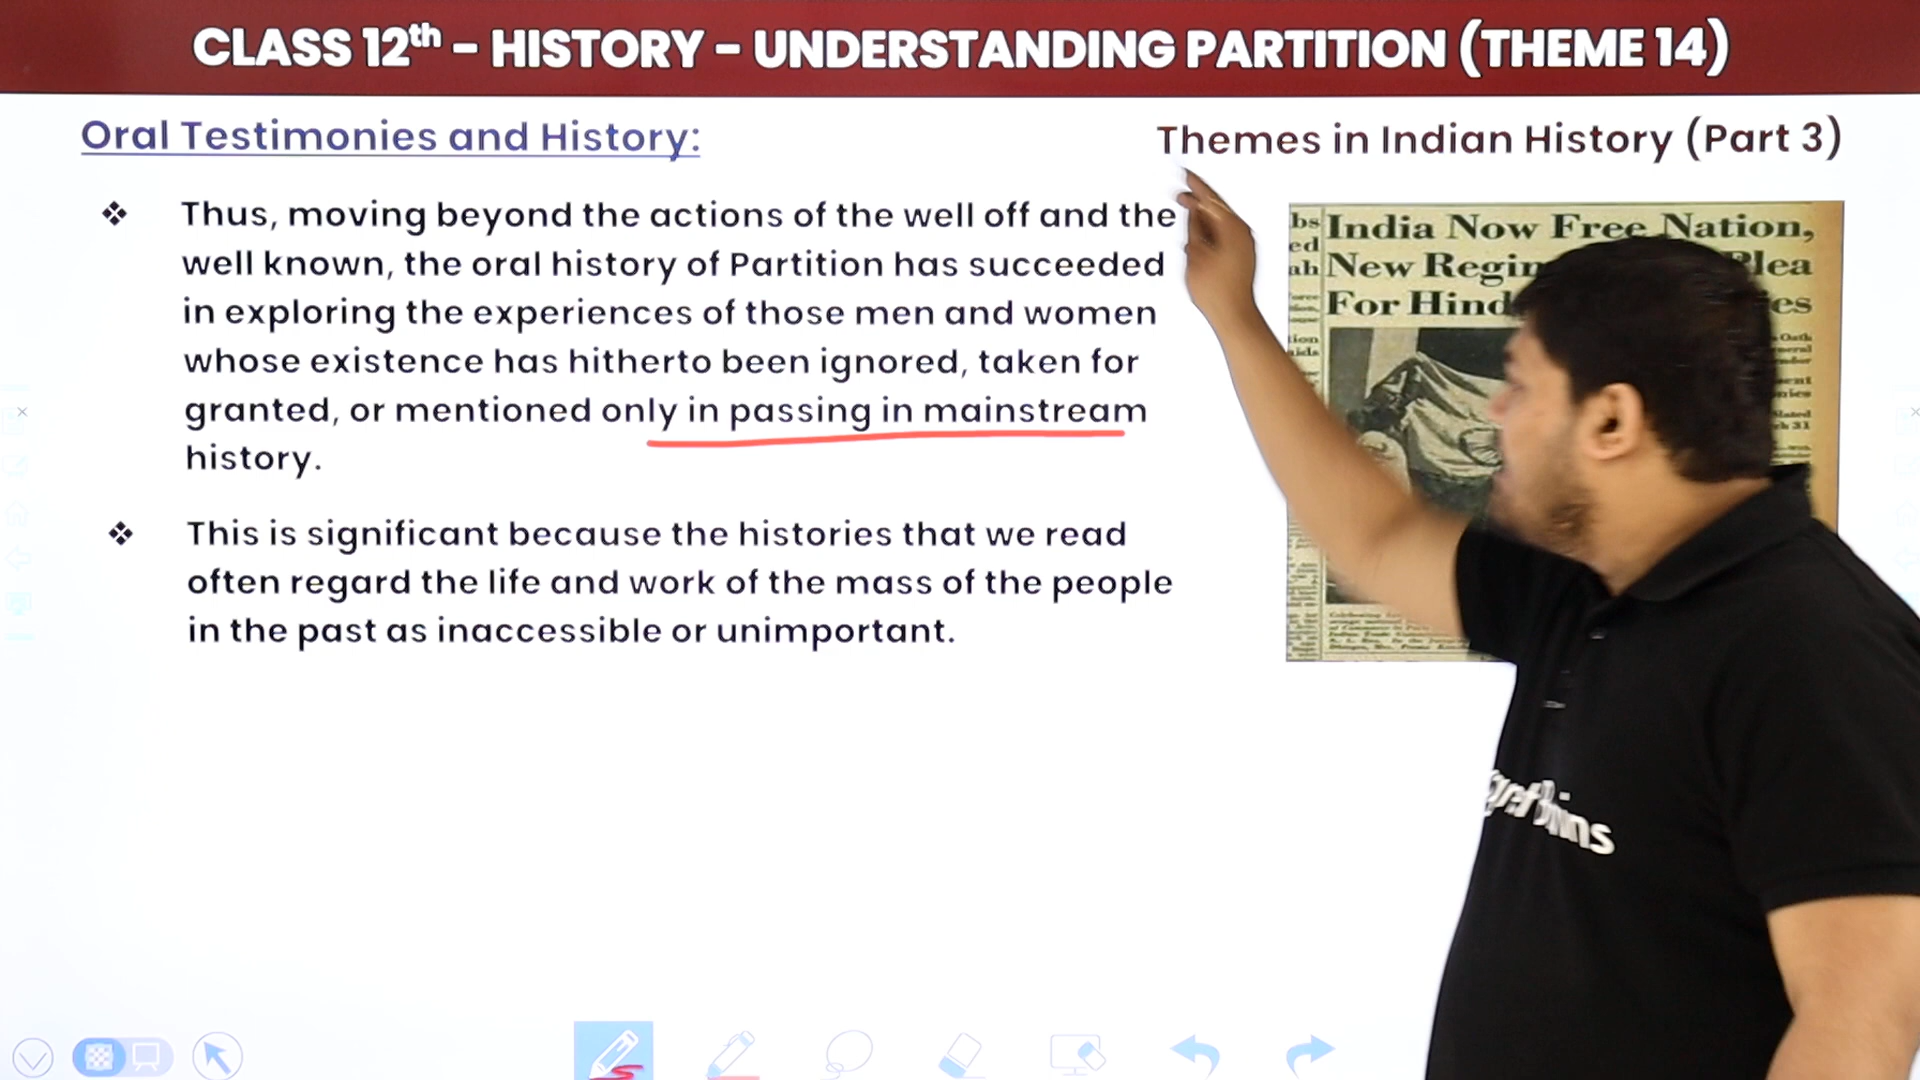 CLASS 12th – HISTORY – UNDERSTANDING PARTITION (THEME 14)
Oral Testimonies and History:
Themes in Indian History (Part 3)
❖ Thus, moving beyond the actions of the well off and the
well known, the oral history of Partition has succeeded
in exploring the experiences of those men and women
whose existence has hitherto been ignored, taken for
granted, or mentioned only in passing in mainstream
history.
❖ This is significant because the histories that we read
often regard the life and work of the mass of the people
in the past as inaccessible or unimportant.
India Now Free Nation,
New
For